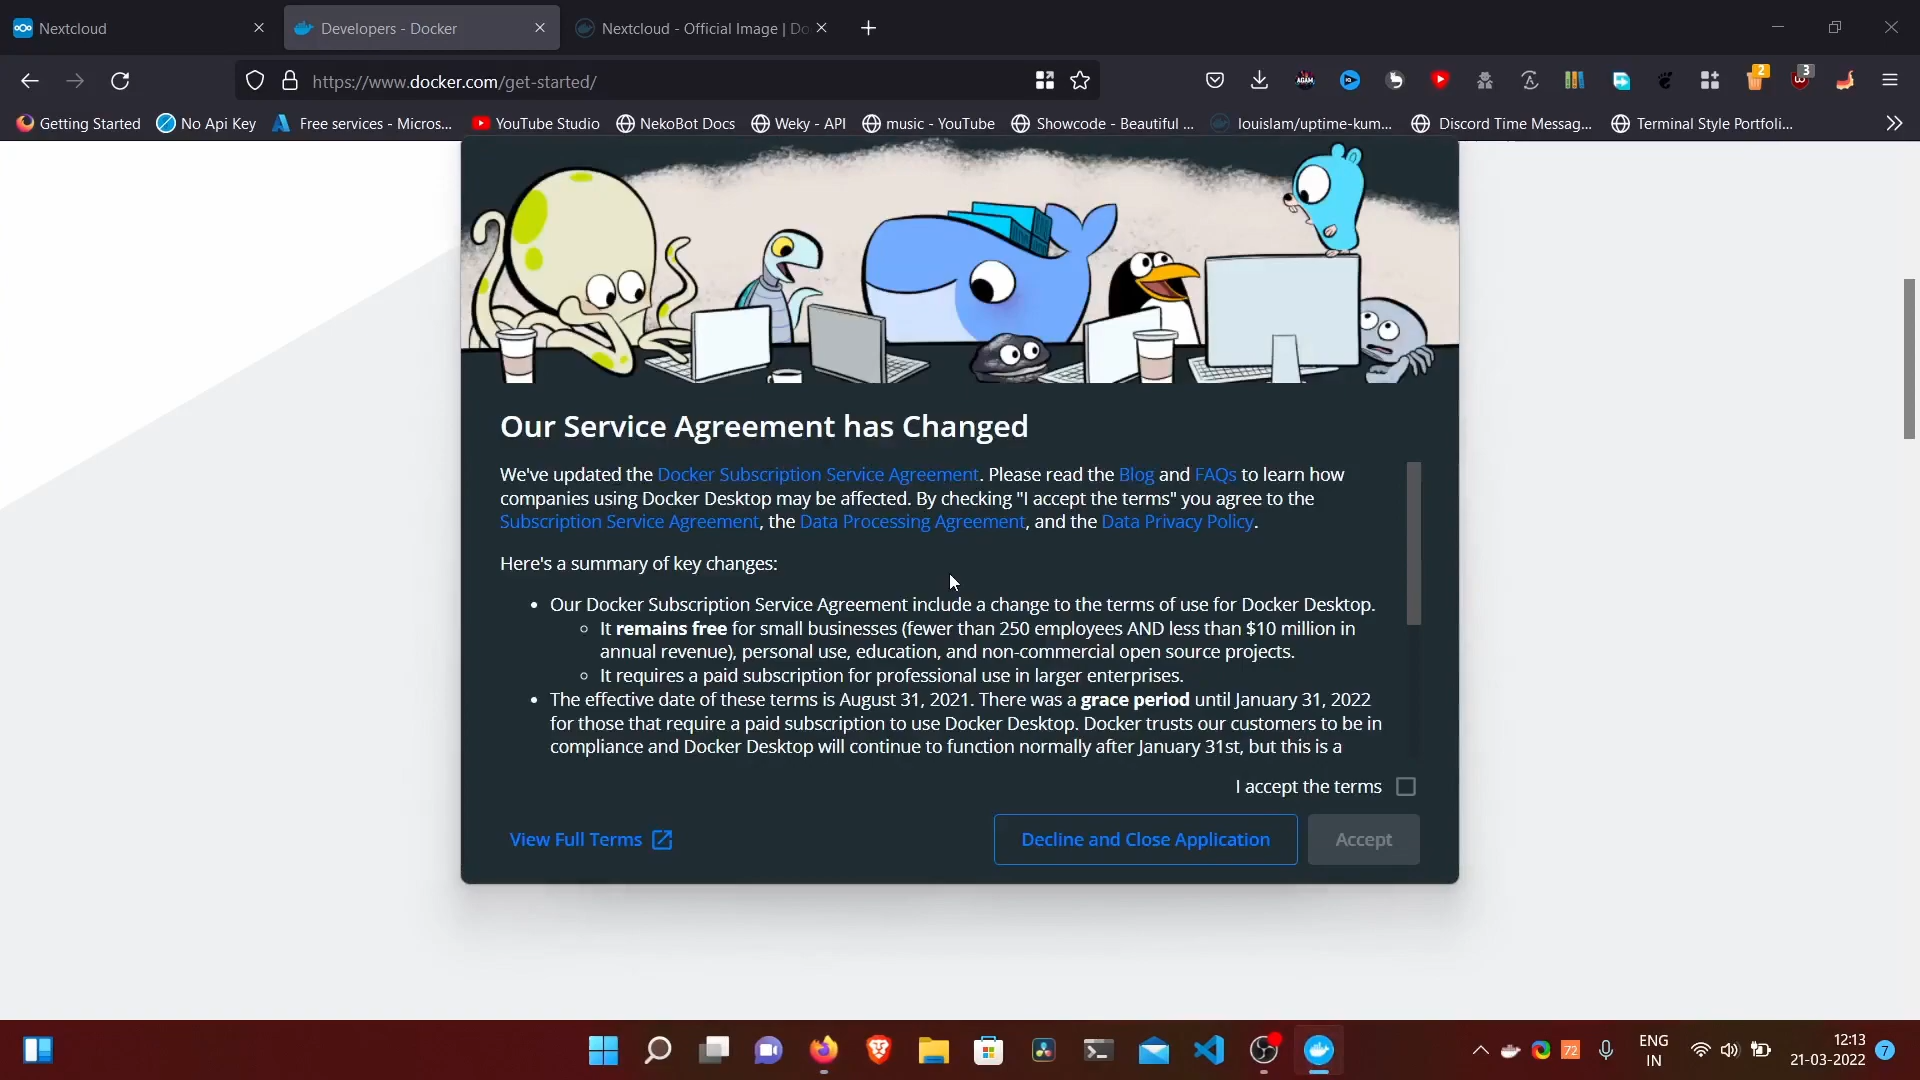 Nextcloud
Developers - Docker
Nextcloud - Official Image | Do
https://www.docker.com/get-started/
2
3
Getting Started
No Api Key
Free services - Micros...
YouTube Studio
NekoBot Docs
Weky - API
music - YouTube
Showcode - Beautiful ...
louislam/uptime-kum...
Discord Time Messag...
Terminal Style Portfoli...
Our Service Agreement has Changed
We've updated the Docker Subscription Service Agreement. Please read the Blog and FAQs to learn how
companies using Docker Desktop may be affected. By checking "I accept the terms" you agree to the
Subscription Service Agreement, the Data Processing Agreement, and the Data Privacy Policy.
Here's a summary of key changes:
• Our Docker Subscription Service Agreement include a change to the terms of use for Docker Desktop.
◦ It remains free for small businesses (fewer than 250 employees AND less than $10 million in
annual revenue), personal use, education, and non-commercial open source projects.
◦ It requires a paid subscription for professional use in larger enterprises.
• The effective date of these terms is August 31, 2021. There was a grace period until January 31, 2022
for those that require a paid subscription to use Docker Desktop. Docker trusts our customers to be in
compliance and Docker Desktop will continue to function normally after January 31st, but this is a
I accept the terms
View Full Terms
Decline and Close Application
Accept
72
ENG
IN
12:13
21-03-2022
7